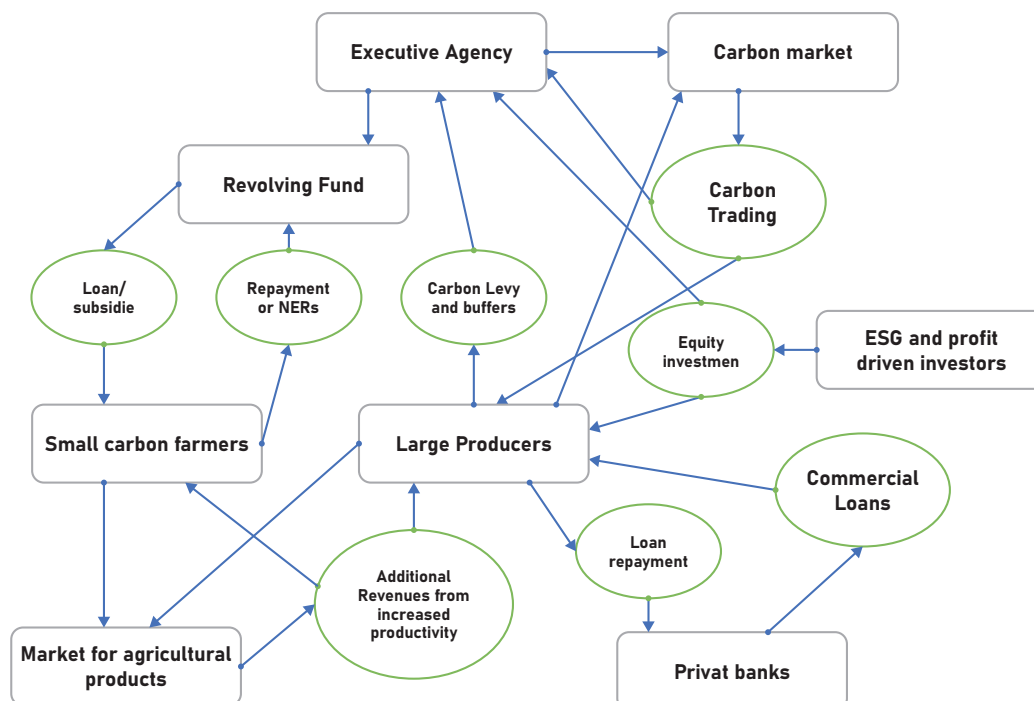 Executive Agency
Carbon market
Revolving Fund
Carbon
Trading
Loan/
subsidie
Repayment
or NERs
Carbon Levy
and buffers
Equity
investmen
ESG and profit
driven investors
Small carbon farmers
Large Producers
Commercial
Loans
Loan
repayment
Additional
Revenues from
increased
productivity
Market for agricultural
products
Privat banks